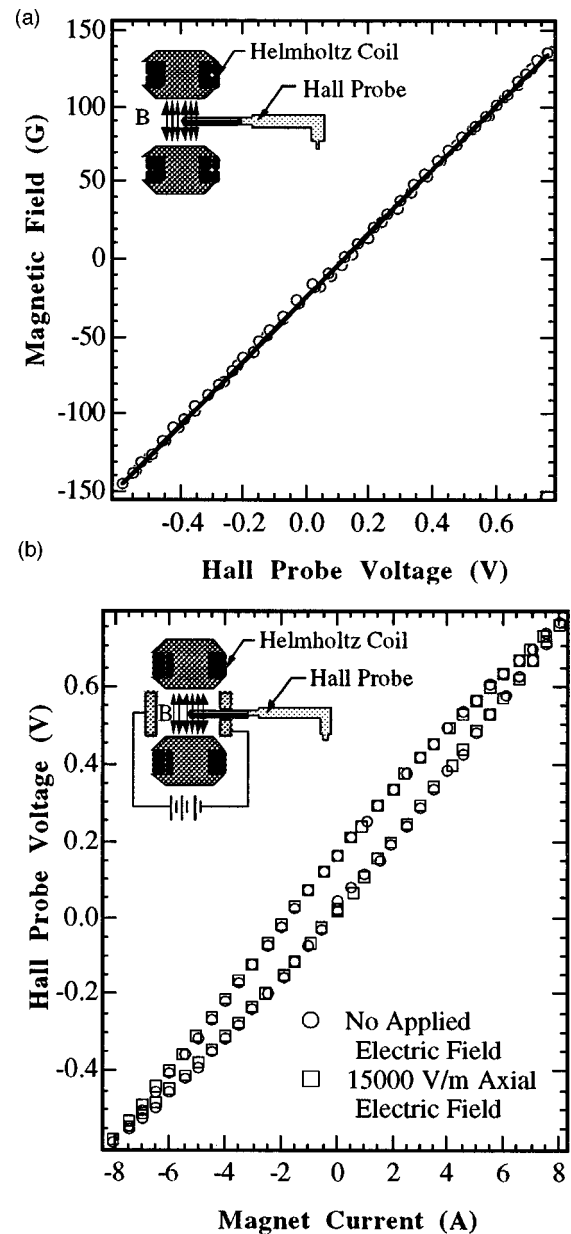 (a)
150
100
50
0
-50
-100
-150
Magnetic Field (G)
Helmholtz Coil
Hall Probe
B
-0.4
-0.2
0.0
0.2
0.4
0.6
Hall Probe Voltage (V)
(b)
0.6
0.4
0.2
0.0
-0.2
-0.4
Hall Probe Voltage (V)
Helmholtz Coil
Hall Probe
B
No Applied
Electric Field
15000 V/m Axial
Electric Field
-8
-6
-4
-2
0
2
4
6
8
Magnet Current (A)